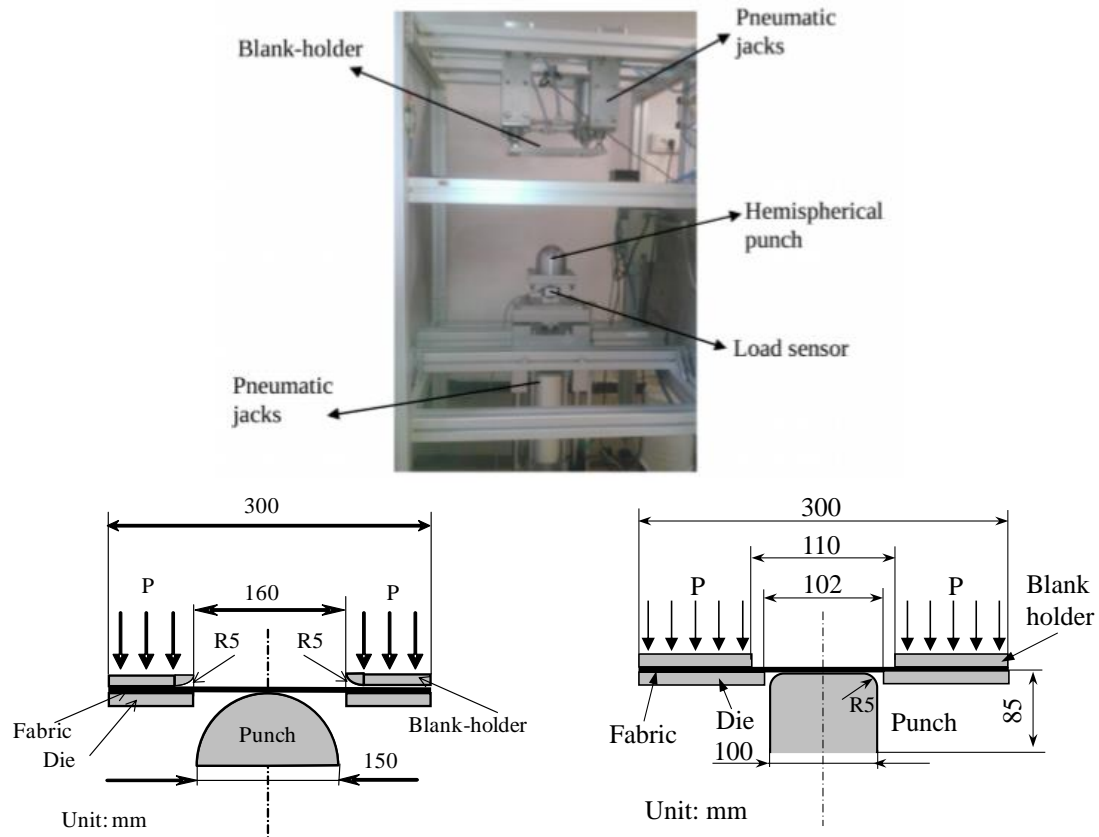 Pneumatic
jacks
Blank-holder
Hemispherical
punch
Load sensor
Pneumatic
jacks
300
P
160
P
R5
R5
Punch
Fabric
Die
Blank-holder
150
Unit: mm
300
110
P
102
P
Blank
holder
R5
Fabric
Die
Punch
85
100
Unit: mm